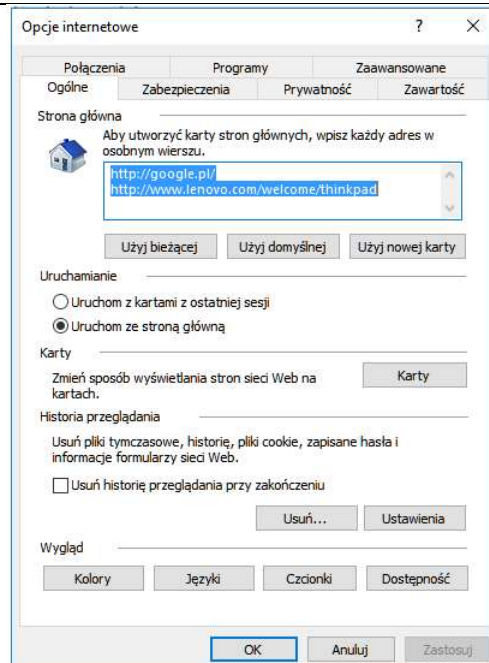 Opcje internetowe ? ×
Połączenia Programy Zaawansowane
Ogólne Zabezpieczenia Prywatność Zawartość
Strona główna
Aby utworzyć karty stron głównych, wpisz każdy adres w
osobnym wierszu.
http://google.pl/
http://www.lenovo.com/welcome/thinkpad
Użyj bieżącej Użyj domyślnej Użyj nowej karty
Uruchamianie
Uruchom z kartami z ostatniej sesji
Uruchom ze stroną główną
Karty
Zmień sposób wyświetlania stron sieci Web na
kartach.
Karty
Historia przeglądania
Usuń pliki tymczasowe, historię, pliki cookie, zapisane hasła i
informacje formularzy sieci Web.
Usuń historię przeglądania przy zakończeniu
Usuń... Ustawienia
Wygląd
Kolory Języki Czcionki Dostępność
OK Anuluj Zastosuj